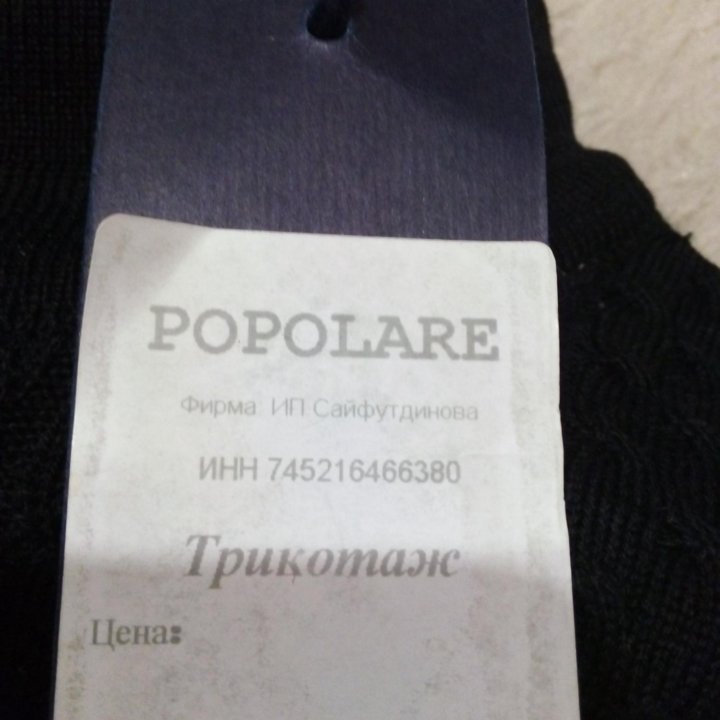 POPOLARE
Фирма: ИП Сайфутдинова
ИНН 745216466380
Трикотаж
Цена: